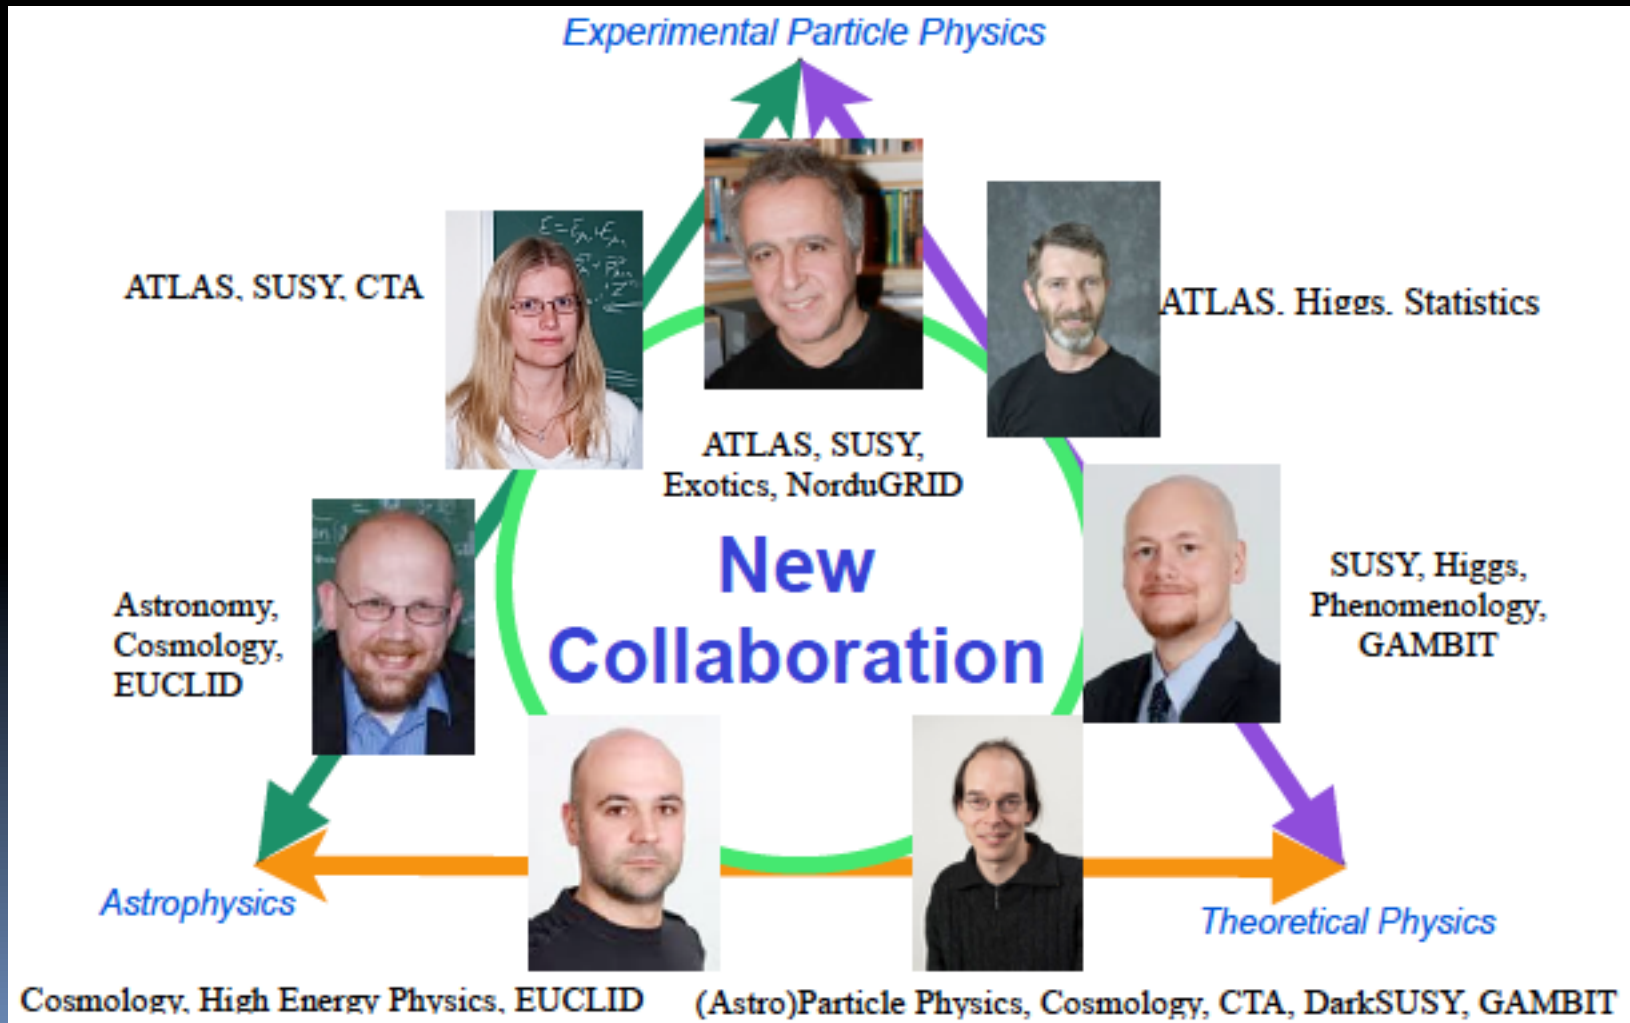 Experimental Particle Physics
ATLAS, SUSY, CTA
ATLAS, Higgs, Statistics
ATLAS, SUSY,
Exotics, NorduGRID
New
Collaboration
Astronomy,
Cosmology,
EUCLID
SUSY, Higgs,
Phenomenology,
GAMBIT
Astrophysics
Theoretical Physics
Cosmology, High Energy Physics, EUCLID
(Astro)Particle Physics, Cosmology, CTA, DarkSUSY, GAMBIT